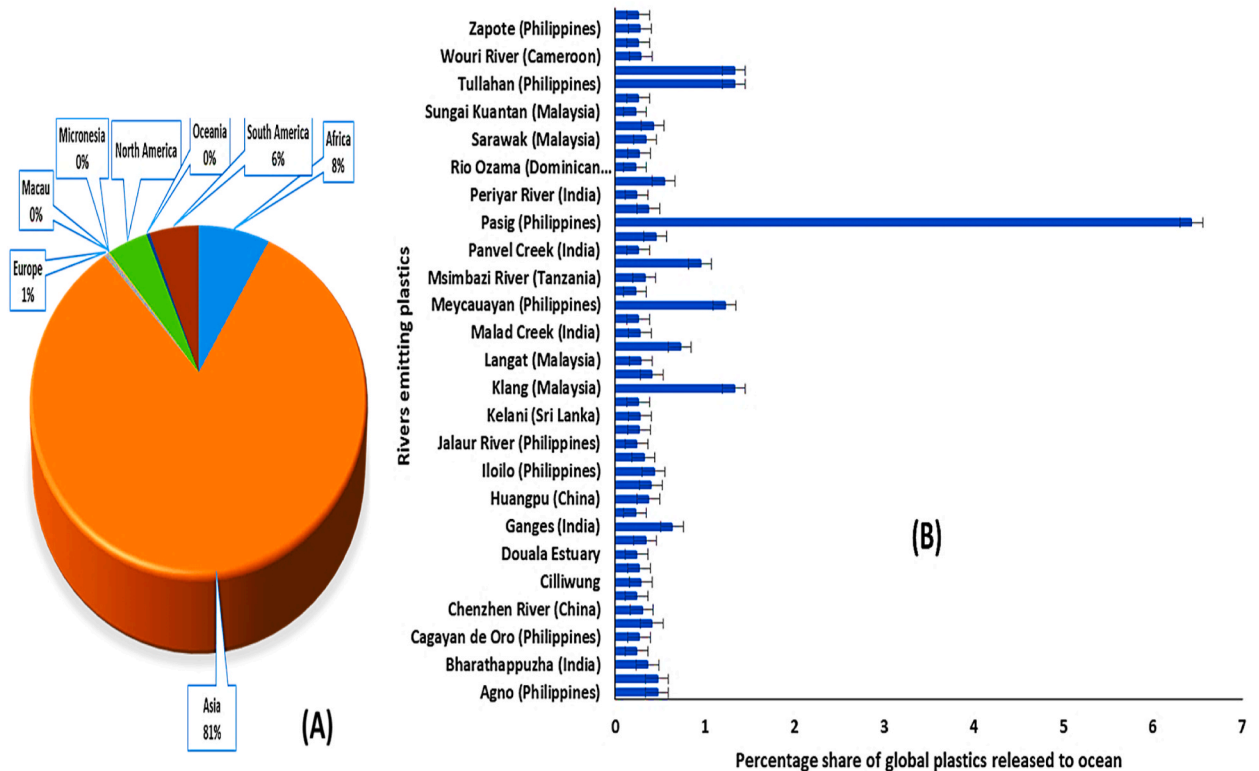 Micronesia
0%
North America
Oceania
0%
South America
6%
Africa
8%
Macau
0%
Europe
1%
Asia
81%
(A)
Rivers emitting plastics
Zapote (Philippines)
Wouri River (Cameroon)
Tullahan (Philippines)
Sungai Kuantan (Malaysia)
Sarawak (Malaysia)
Rio Ozama (Dominican...
Periyar River (India)
Pasig (Philippines)
Panvel Creek (India)
Msimbazi River (Tanzania)
Meycauayan (Philippines)
Malad Creek (India)
Langat (Malaysia)
Klang (Malaysia)
Kelani (Sri Lanka)
Jalaur River (Philippines)
Iloilo (Philippines)
Huangpu (China)
Ganges (India)
Douala Estuary
Cilliwung
Chenzhen River (China)
Cagayan de Oro (Philippines)
Bharathappuzha (India)
Agno (Philippines)
(B)
0 1 2 3 4 5 6 7
Percentage share of global plastics released to ocean